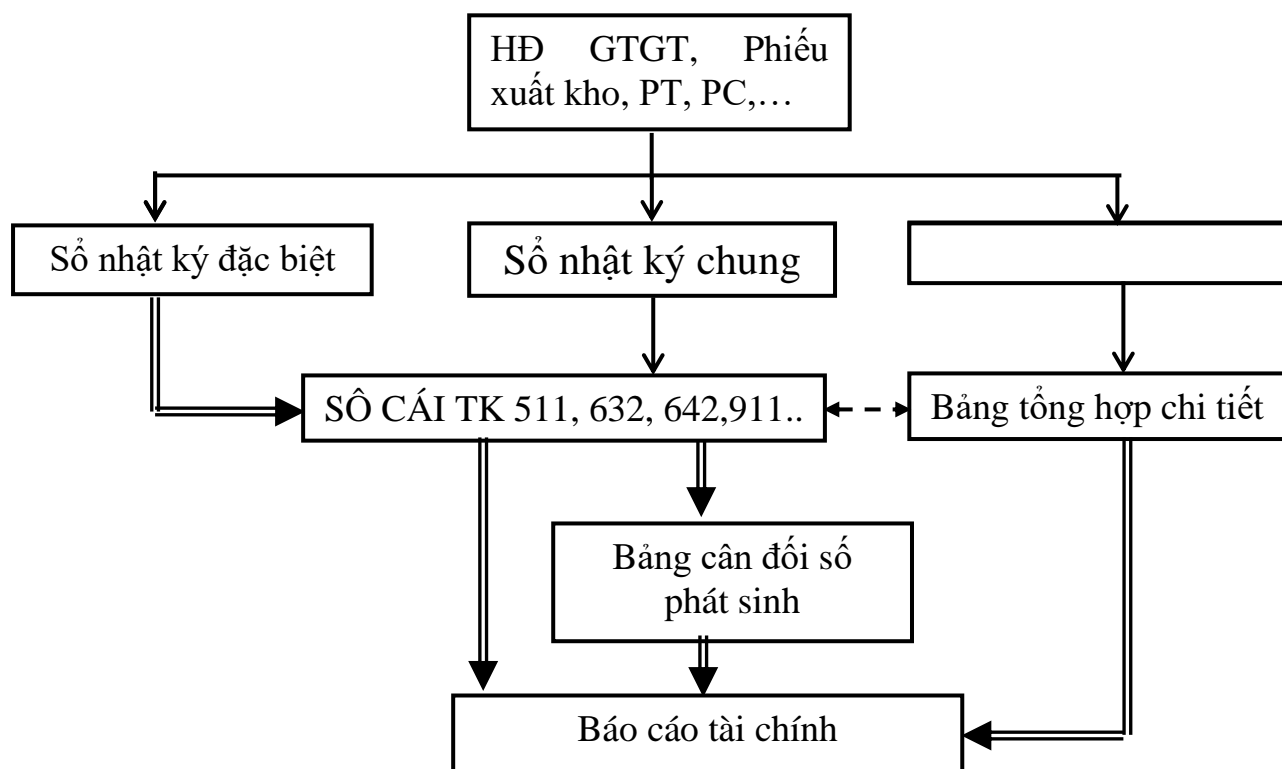 HĐ GTGT, Phiếu
xuất kho, PT, PC,…
Sổ nhật ký đặc biệt
Sổ nhật ký chung
SỔ CÁI TK 511, 632, 642,911..
Bảng tổng hợp chi tiết
Bảng cân đối số
phát sinh
Báo cáo tài chính